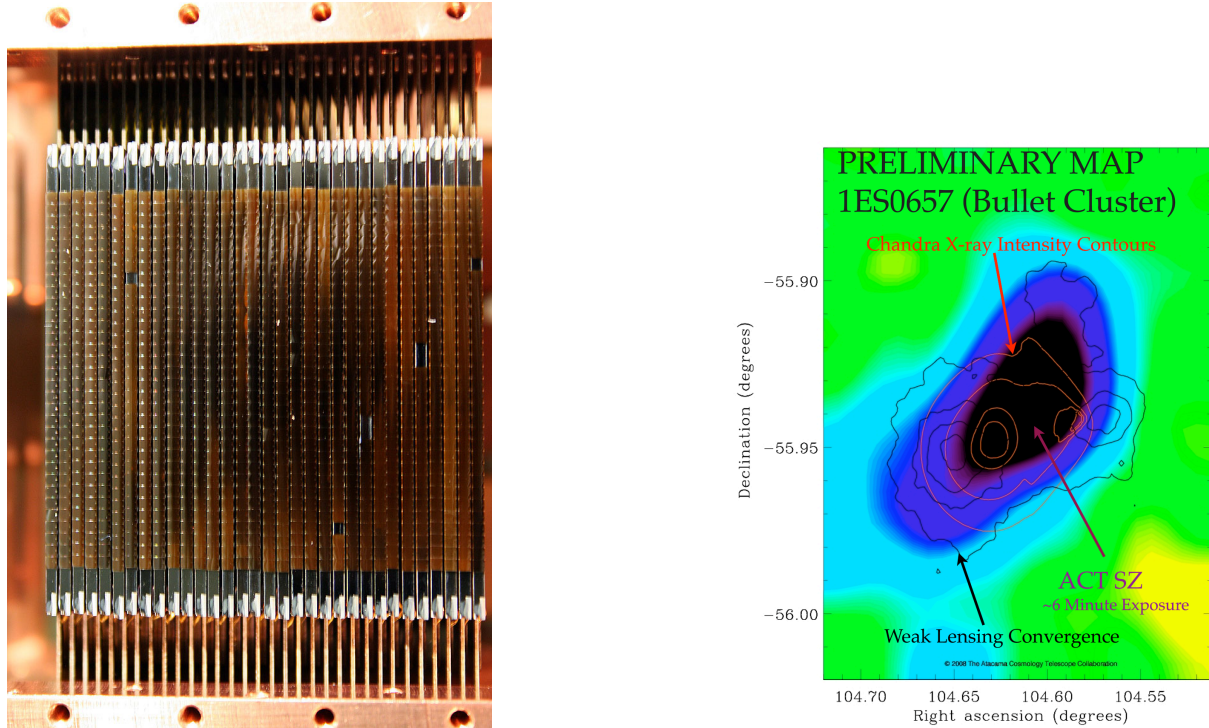 PRELIMINARY MAP
1ES0657 (Bullet Cluster)
Chandra X-ray Intensity Contours
−55.90
−55.95
−56.00
Declination (degrees)
ACT SZ
~6 Minute Exposure
Weak Lensing Convergence
© 2008 The Atacama Cosmology Telescope Collaboration
104.70 104.65 104.60 104.55
Right ascension (degrees)